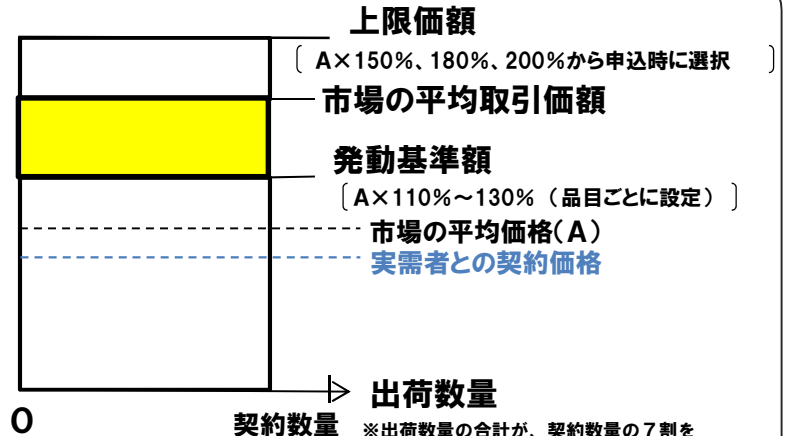 上限価額
〔 A×150%、180%、200%から申込時に選択 〕
市場の平均取引価額
発動基準額
〔 A×110%～130% （品目ごとに設定） 〕
市場の平均価格(A)
実需者との契約価格
出荷数量
0
契約数量 ※出荷数量の合計が、契約数量の7割を